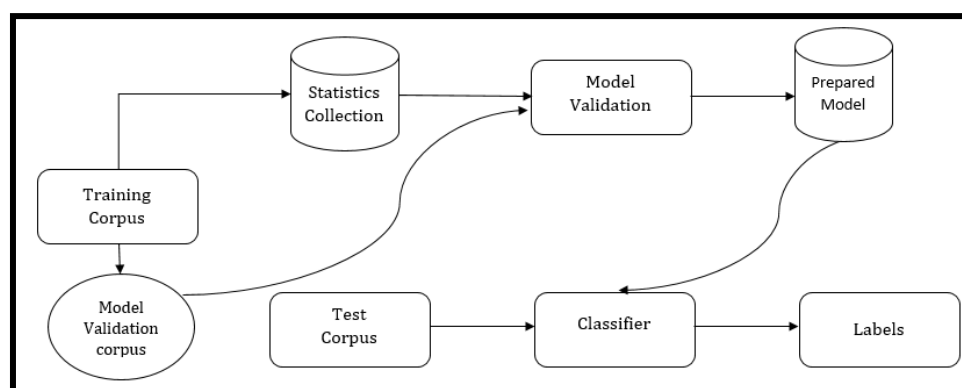 Statistics
Collection
Model
Validation
Prepared
Model
Training
Corpus
Model
Validation
corpus
Test
Corpus
Classifier
Labels